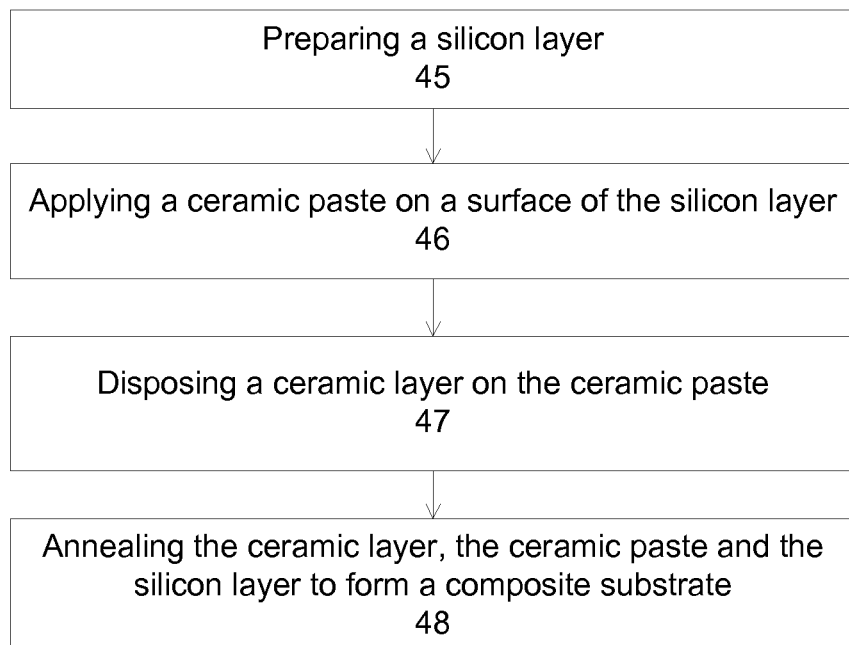 Preparing a silicon layer
45
Applying a ceramic paste on a surface of the silicon layer
46
Disposing a ceramic layer on the ceramic paste
47
Annealing the ceramic layer, the ceramic paste and the
silicon layer to form a composite substrate
48